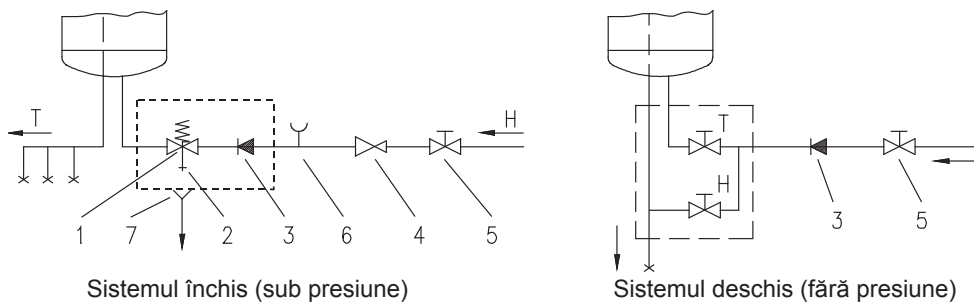 T
H
1
7
2
3
6
4
5
Sistemul închis (sub presiune)
T
H
3
5
Sistemul deschis (fără presiune)